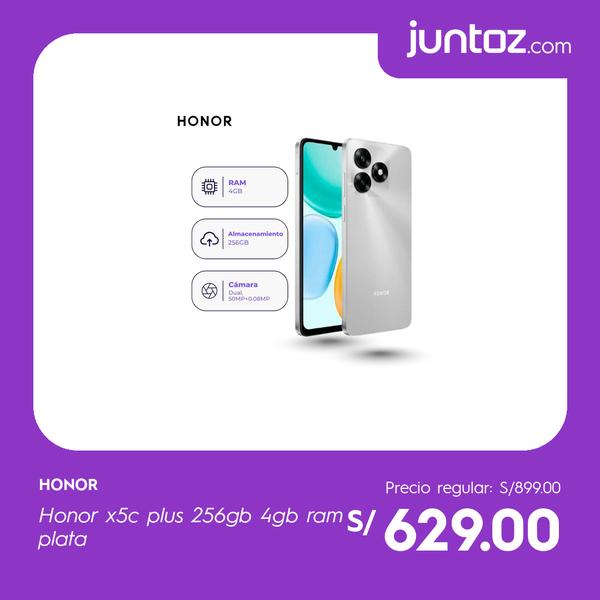 juntoz.com
HONOR
RAM
4GB
Almacenamiento
256GB
Cámara
Dual,
50MP+0.08MP
HONOR
HONOR
Honor x5c plus 256gb 4gb ram
plata
Precio regular: S/899.00
S/ 629.00